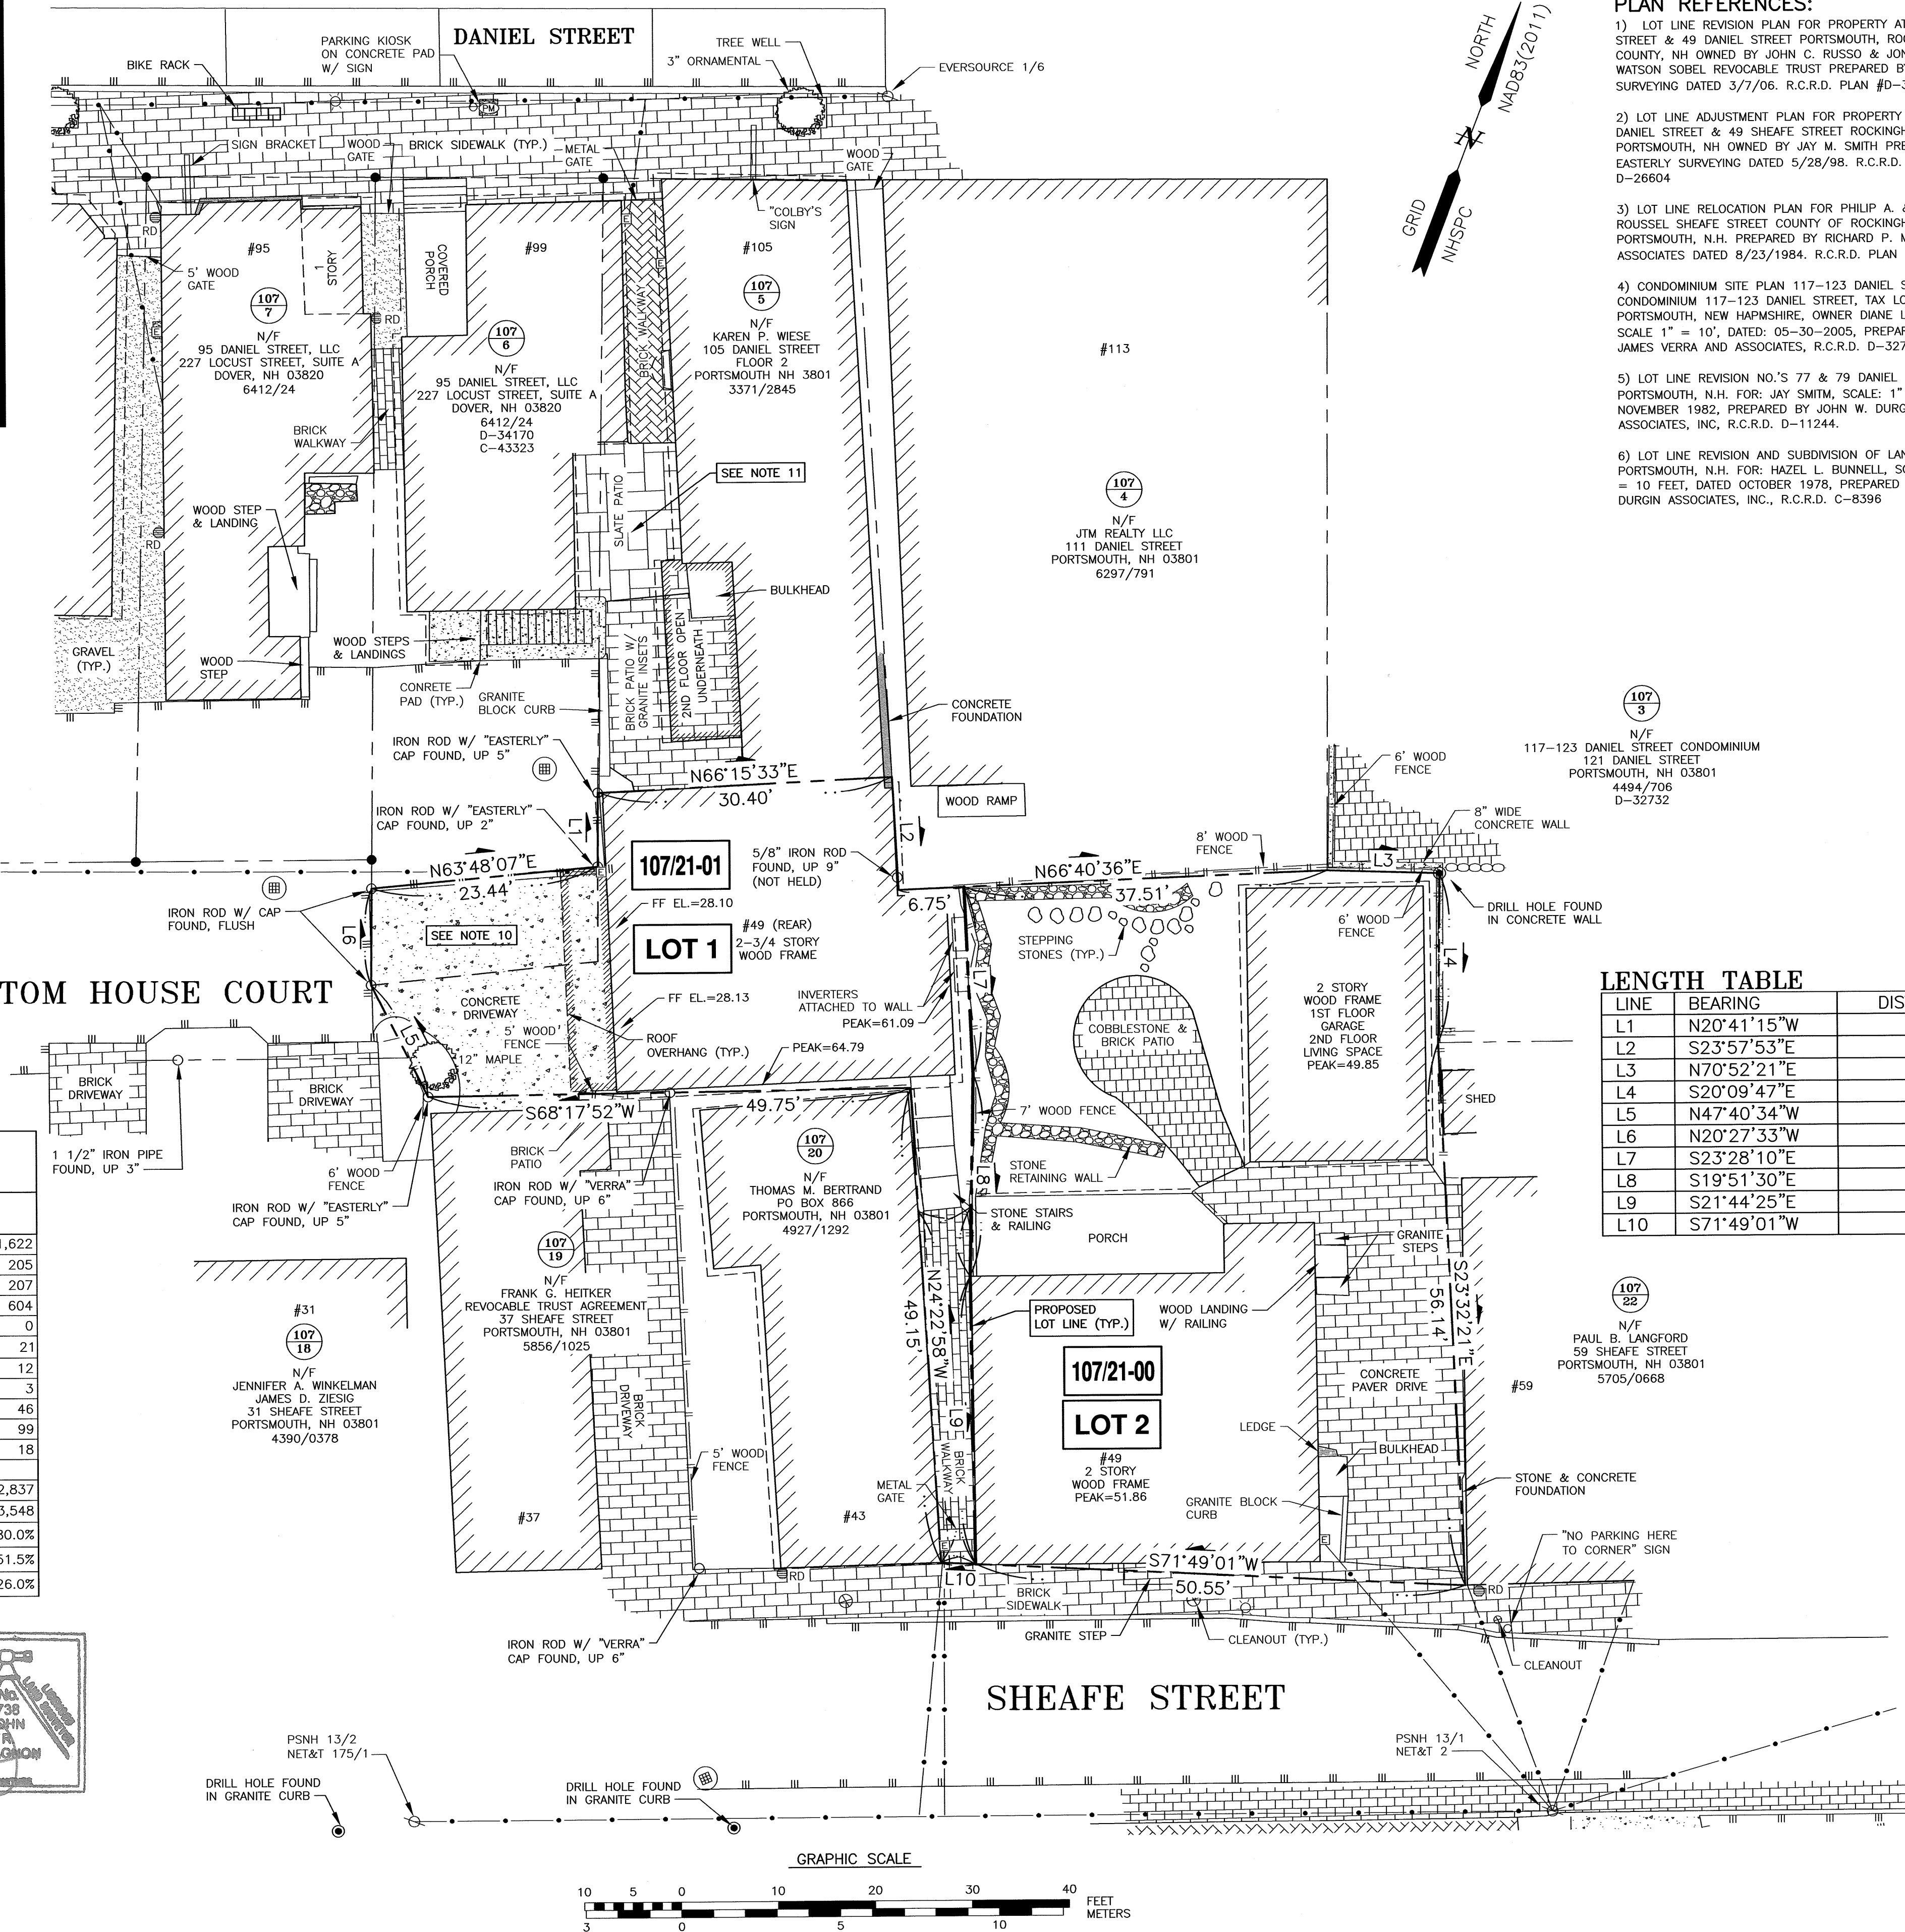 DANIEL STREET
PARKING KIOSK
ON CONCRETE PAD
W/ SIGN
BIKE RACK
TREE WELL
3" ORNAMENTAL
EVERSOURCE 1/6
PM
SIGN BRACKET
WOOD
GATE
BRICK SIDEWALK (TYP.)
METAL
GATE
WOOD
GATE
"COLBY'S
SIGN
NORTH
NAD83(2011)
N
GRID
NHSPC
PLAN REFERENCES:
1) LOT LINE REVISION PLAN FOR PROPERTY AT
STREET & 49 DANIEL STREET PORTSMOUTH, RO
COUNTY, NH OWNED BY JOHN C. RUSSO & JON
WATSON SOBEL REVOCABLE TRUST PREPARED BY
SURVEYING DATED 3/7/06. R.C.R.D. PLAN #D-3
2) LOT LINE ADJUSTMENT PLAN FOR PROPERTY
DANIEL STREET & 49 SHEAFE STREET ROCKINGH
PORTSMOUTH, NH OWNED BY JAY M. SMITH PRE
EASTERLY SURVEYING DATED 5/28/98. R.C.R.D.
D-26604
3) LOT LINE RELOCATION PLAN FOR PHILIP A. &
ROUSSEL SHEAFE STREET COUNTY OF ROCKINGH
PORTSMOUTH, N.H. PREPARED BY RICHARD P. M
ASSOCIATES DATED 8/23/1984. R.C.R.D. PLAN
4) CONDOMINIUM SITE PLAN 117-123 DANIEL S
CONDOMINIUM 117-123 DANIEL STREET, TAX LO
PORTSMOUTH, NEW HAPMSHIRE, OWNER DIANE L
SCALE 1" = 10', DATED: 05-30-2005, PREPAR
JAMES VERRA AND ASSOCIATES, R.C.R.D. D-327
5) LOT LINE REVISION NO.'S 77 & 79 DANIEL
PORTSMOUTH, N.H. FOR: JAY SMITM, SCALE: 1"
NOVEMBER 1982, PREPARED BY JOHN W. DURG
ASSOCIATES, INC, R.C.R.D. D-11244.
6) LOT LINE REVISION AND SUBDIVISION OF LAN
PORTSMOUTH, N.H. FOR: HAZEL L. BUNNELL, SC
= 10 FEET, DATED OCTOBER 1978, PREPARED
DURGIN ASSOCIATES, INC., R.C.R.D. C-8396
RD
#95
5' WOOD
GATE
1
STORY
COVERED
PORCH
#99
E
E
#105
#113
107
7
N/F
95 DANIEL STREET, LLC
227 LOCUST STREET, SUITE A
DOVER, NH 03820
6412/24
E
RD
107
6
N/F
95 DANIEL STREET, LLC
227 LOCUST STREET, SUITE A
DOVER, NH 03820
6412/24
D-34170
C-43323
BRICK WALKWAY
107
5
N/F
KAREN P. WIESE
105 DANIEL STREET
FLOOR 2
PORTSMOUTH NH 3801
3371/2845
BRICK
WALKWAY
SEE NOTE 11
107
4
N/F
JTM REALTY LLC
111 DANIEL STREET
PORTSMOUTH, NH 03801
6297/791
WOOD STEP
& LANDING
SLATE PATIO
RD
BULKHEAD
GRAVEL
(TYP.)
WOOD
STEP
WOOD STEPS
& LANDINGS
BRICK PATIO W/
GRANITE INSETS
2ND FLOOR OPEN
UNDERNEATH
CONRETE
PAD (TYP.)
GRANITE
BLOCK CURB
CONCRETE
FOUNDATION
107
3
N/F
117-123 DANIEL STREET CONDOMINIUM
121 DANIEL STREET
PORTSMOUTH, NH 03801
4494/706
D-32732
IRON ROD W/ "EASTERLY"
CAP FOUND, UP 5"
N66°15'33"E
30.40'
6' WOOD
FENCE
WOOD RAMP
8" WIDE
CONCRETE WALL
IRON ROD W/ "EASTERLY"
CAP FOUND, UP 2"
L1
L2
8' WOOD
FENCE
L3
107/21-01
5/8" IRON ROD
FOUND, UP 9"
(NOT HELD)
N63°48'07"E
23.44'
N66°40'36"E
37.51'
6.75'
E
IRON ROD W/ CAP
FOUND, FLUSH
FF EL.=28.10
SEE NOTE 10
LOT 1
#49 (REAR)
2-3/4 STORY
WOOD FRAME
STEPPING
STONES (TYP.)
6' WOOD
FENCE
DRILL HOLE FOUND
IN CONCRETE WALL
L6
L4
L7
TOM HOUSE COURT
CONCRETE
DRIVEWAY
FF EL.=28.13
INVERTERS
ATTACHED TO WALL
PEAK=61.09
2 STORY
WOOD FRAME
1ST FLOOR
GARAGE
2ND FLOOR
LIVING SPACE
PEAK=49.85
COBBLESTONE &
BRICK PATIO
5' WOOD
FENCE
ROOF
OVERHANG (TYP.)
PEAK=64.79
L5
12" MAPLE
BRICK
DRIVEWAY
BRICK
DRIVEWAY
S68°17'52"W
49.75'
7' WOOD FENCE
SHED
LENGTH TABLE
LINE BEARING DIS
L1 N20°41'15"W
L2 S23°57'53"E
L3 N70°52'21"E
L4 S20°09'47"E
L5 N47°40'34"W
L6 N20°27'33"W
L7 S23°28'10"E
L8 S19°51'30"E
L9 S21°44'25"E
L10 S71°49'01"W
1 1/2" IRON PIPE
FOUND, UP 3"
6' WOOD
FENCE
BRICK
PATIO
IRON ROD W/ "VERRA"
CAP FOUND, UP 6"
107
20
N/F
THOMAS M. BERTRAND
PO BOX 866
PORTSMOUTH, NH 03801
4927/1292
L8
STONE
RETAINING WALL
IRON ROD W/ "EASTERLY"
CAP FOUND, UP 5"
STONE STAIRS
& RAILING
PORCH
GRANITE
STEPS
107
19
N/F
FRANK G. HEITKER
REVOCABLE TRUST AGREEMENT
37 SHEAFE STREET
PORTSMOUTH, NH 03801
5856/1025
,622
205
207
604
0
21
12
3
46
99
18
2,837
3,548
80.0%
51.5%
26.0%
#31
107
18
N/F
JENNIFER A. WINKELMAN
JAMES D. ZIESIG
31 SHEAFE STREET
PORTSMOUTH, NH 03801
4390/0378
N24°22'58"W
49.15'
PROPOSED
LOT LINE (TYP.)
WOOD LANDING
W/ RAILING
S23°32'21"E
56.14'
107
22
N/F
PAUL B. LANGFORD
59 SHEAFE STREET
PORTSMOUTH, NH 03801
5705/0668
107/21-00
CONCRETE
PAVER DRIVE
#59
BRICK
DRIVEWAY
LOT 2
L9
LEDGE
BULKHEAD
5' WOOD
FENCE
BRICK
WALKWAY
#49
2 STORY
WOOD FRAME
PEAK=51.86
METAL
GATE
GRANITE BLOCK
CURB
STONE & CONCRETE
FOUNDATION
#37
#43
E
E
"NO PARKING HERE
TO CORNER" SIGN
S71°49'01"W
50.55'
RD
L10
BRICK
SIDEWALK
RD
GRANITE STEP
CLEANOUT (TYP.)
IRON ROD W/ "VERRA"
CAP FOUND, UP 6"
CLEANOUT
SHEAFE STREET
No.
738
OHN
R.
AGNON
LICENSED
LAND SURVEYOR
PSNH 13/2
NET&T 175/1
PSNH 13/1
NET&T 2
DRILL HOLE FOUND
IN GRANITE CURB
DRILL HOLE FOUND
IN GRANITE CURB
GRAPHIC SCALE
10 5 0 10 20 30 40
FEET
METERS
3 0 5 10